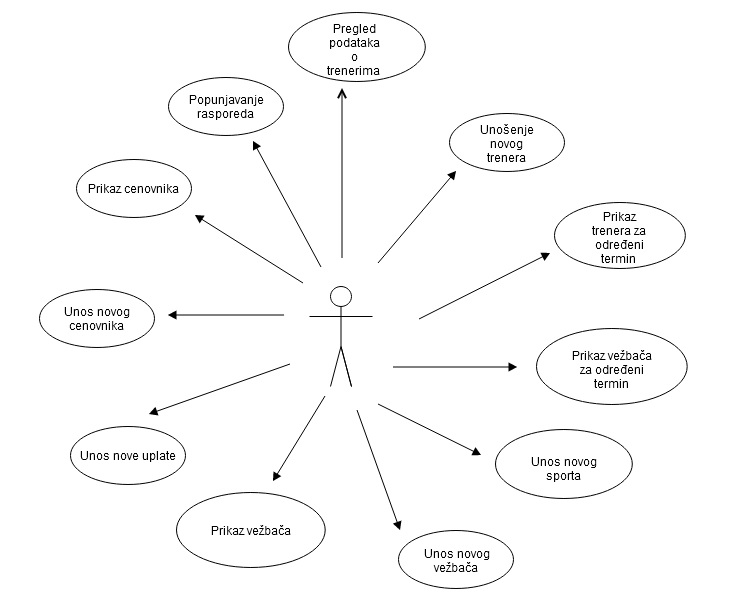 Pregled
podataka
o
trenerima
Popunjavanje
rasporeda
Unošenje
novog
trenera
Prikaz cenovnika
Prikaz
trenera za
određeni
termin
Unos novog
cenovnika
Prikaz vežbača
za određeni
termin
Unos nove uplate
Unos novog
sporta
Prikaz vežbača
Unos novog
vežbača